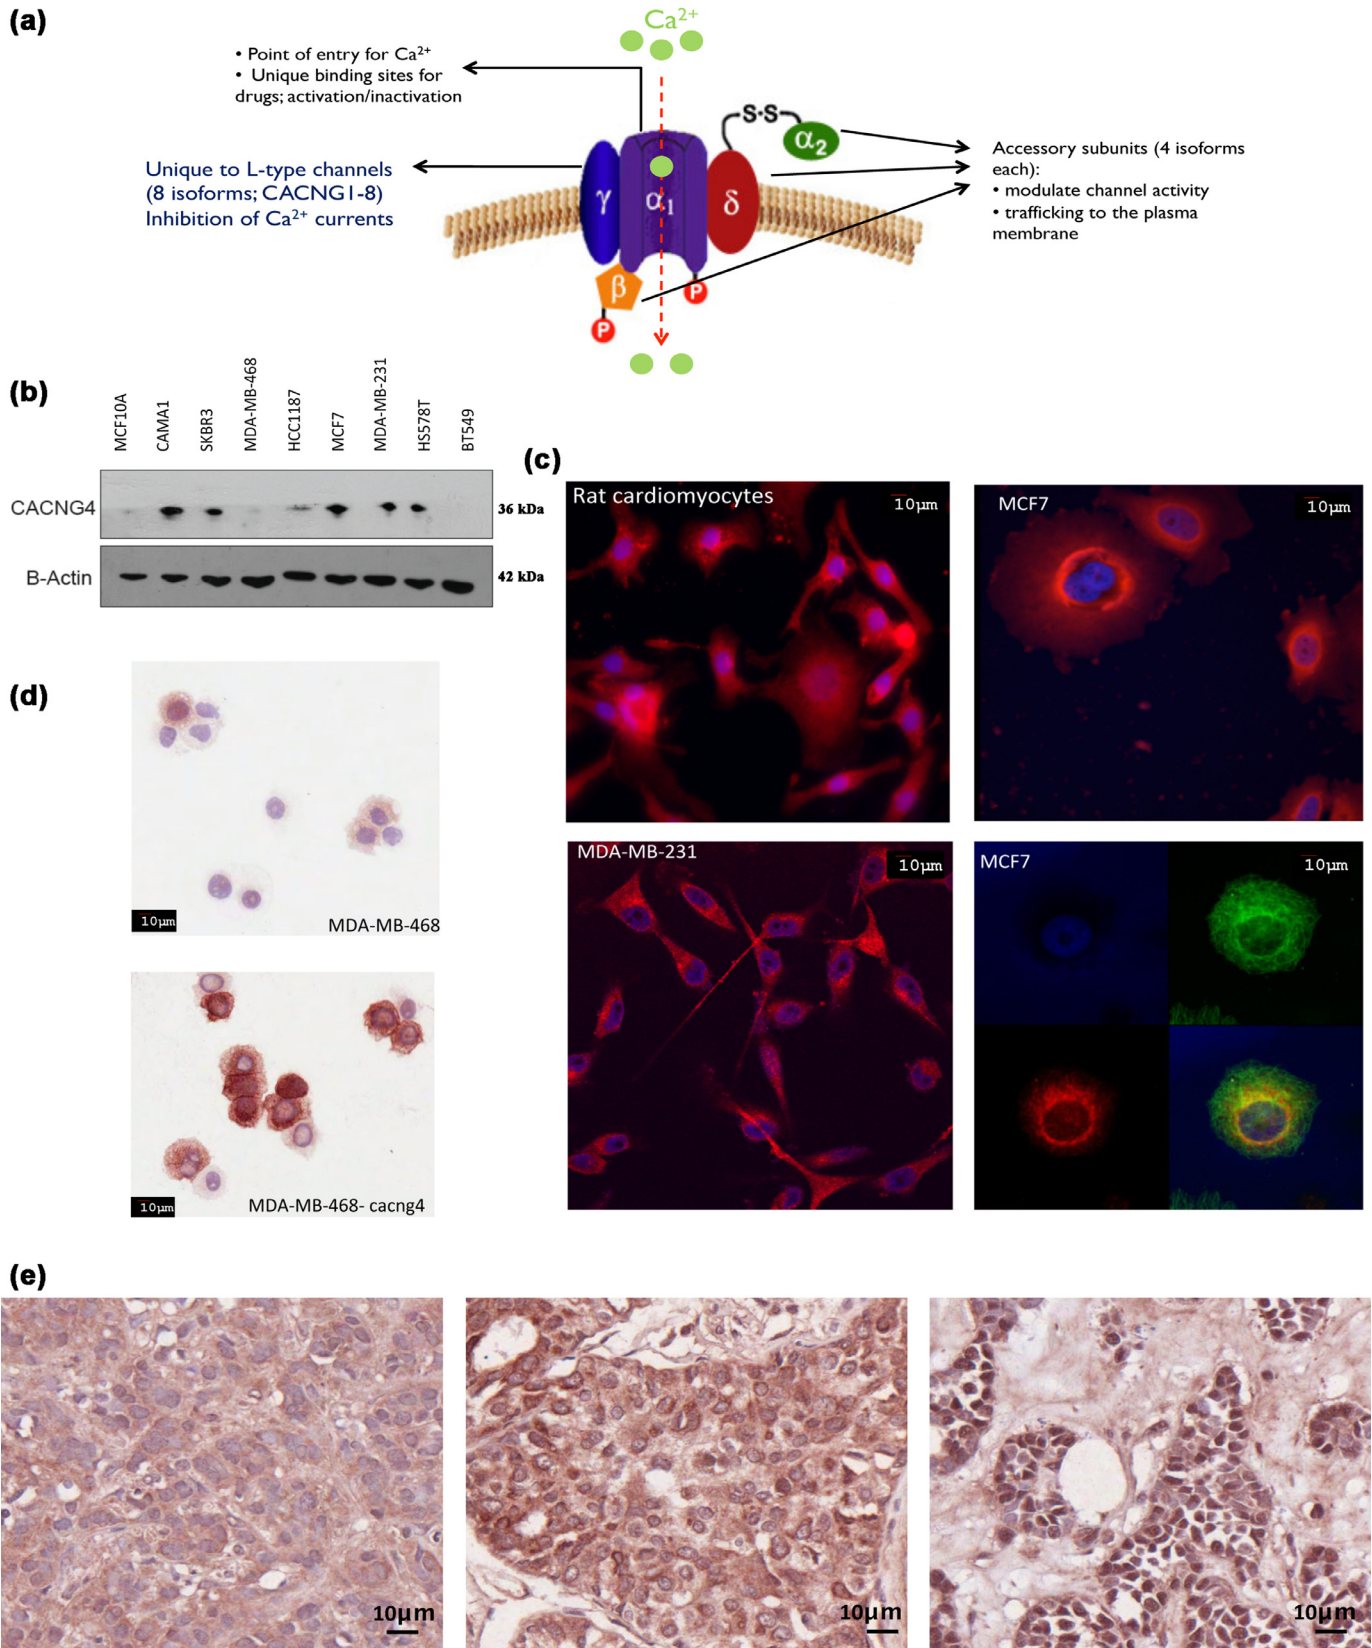 (a)
Ca2+
• Point of entry for Ca2+
• Unique binding sites for
drugs; activation/inactivation
S-S
α2
Unique to L-type channels
(8 isoforms; CACNG1-8)
Inhibition of Ca2+ currents
γ
α1
δ
Accessory subunits (4 isoforms
each):
• modulate channel activity
• trafficking to the plasma
membrane
β
P
P
(b)
MCF10A
CAMA1
SKBR3
MDA-MB-468
HCC1187
MCF7
MDA-MB-231
HS578T
BT549
CACNG4
36 kDa
B-Actin
42 kDa
(c)
Rat cardiomyocytes
10µm
MCF7
10µm
MDA-MB-231
10µm
MCF7
10µm
(d)
10µm
MDA-MB-468
10µm
MDA-MB-468- cacng4
(e)
10µm
10µm
10µm